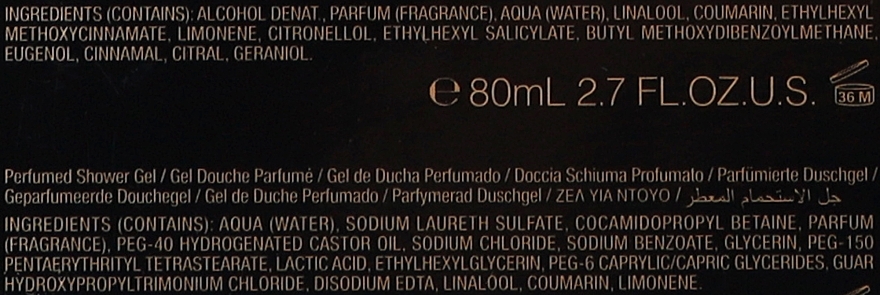 INGREDIENTS (CONTAINS): ALCOHOL DENAT., PARFUM (FRAGRANCE), AQUA (WATER), LINALOOL, COUMARIN, ETHYLHEXYL
METHOXYCINNAMATE, LIMONENE, CITRONELLOL, ETHYLHEXYL SALICYLATE, BUTYL METHOXYDIBENZOYLMETHANE,
EUGENOL, CINNAMAL, CITRAL, GERANIOL.
℮ 80mL 2.7 FL.OZ.U.S. 36 M
Perfumed Shower Gel / Gel Douche Parfumé / Gel de Ducha Perfumado / Doccia Schiuma Profumato / Parfümierte Duschgel /
Geparfumeerde Douchegel / Gel de Duche Perfumado / Parfymerad Duschgel / ΖΕΛ ΥΙΑ ΝΤΟΥΟ / جل الاستحمام المعطر
INGREDIENTS (CONTAINS): AQUA (WATER), SODIUM LAURETH SULFATE, COCAMIDOPROPYL BETAINE, PARFUM
(FRAGRANCE), PEG-40 HYDROGENATED CASTOR OIL, SODIUM CHLORIDE, SODIUM BENZOATE, GLYCERIN, PEG-150
PENTAERYTHRITYL TETRASTEARATE, LACTIC ACID, ETHYLHEXYLGLYCERIN, PEG-6 CAPRYLIC/CAPRIC GLYCERIDES, GUAR
HYDROXYPROPYLTRIMONIUM CHLORIDE, DISODIUM EDTA, LINALOOL, COUMARIN, LIMONENE.